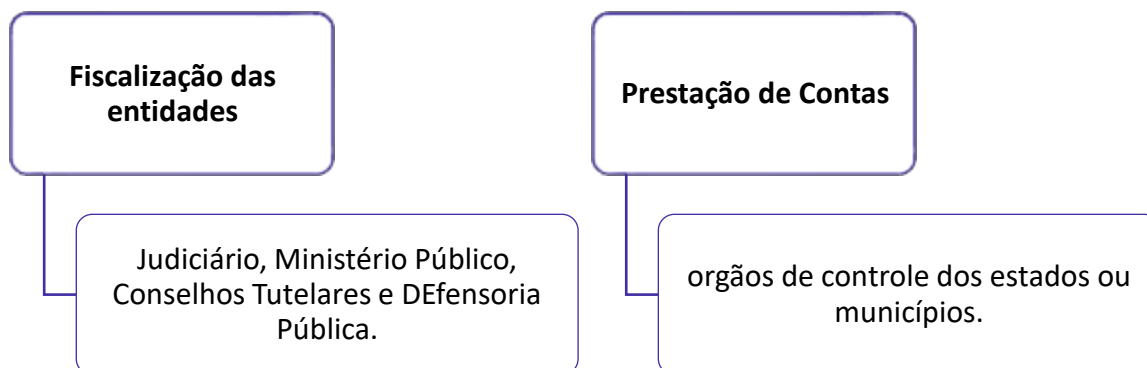 Fiscalização das
entidades
Judiciário, Ministério Público,
Conselhos Tutelares e DEfensoria
Pública.
Prestação de Contas
orgãos de controle dos estados ou
municípios.